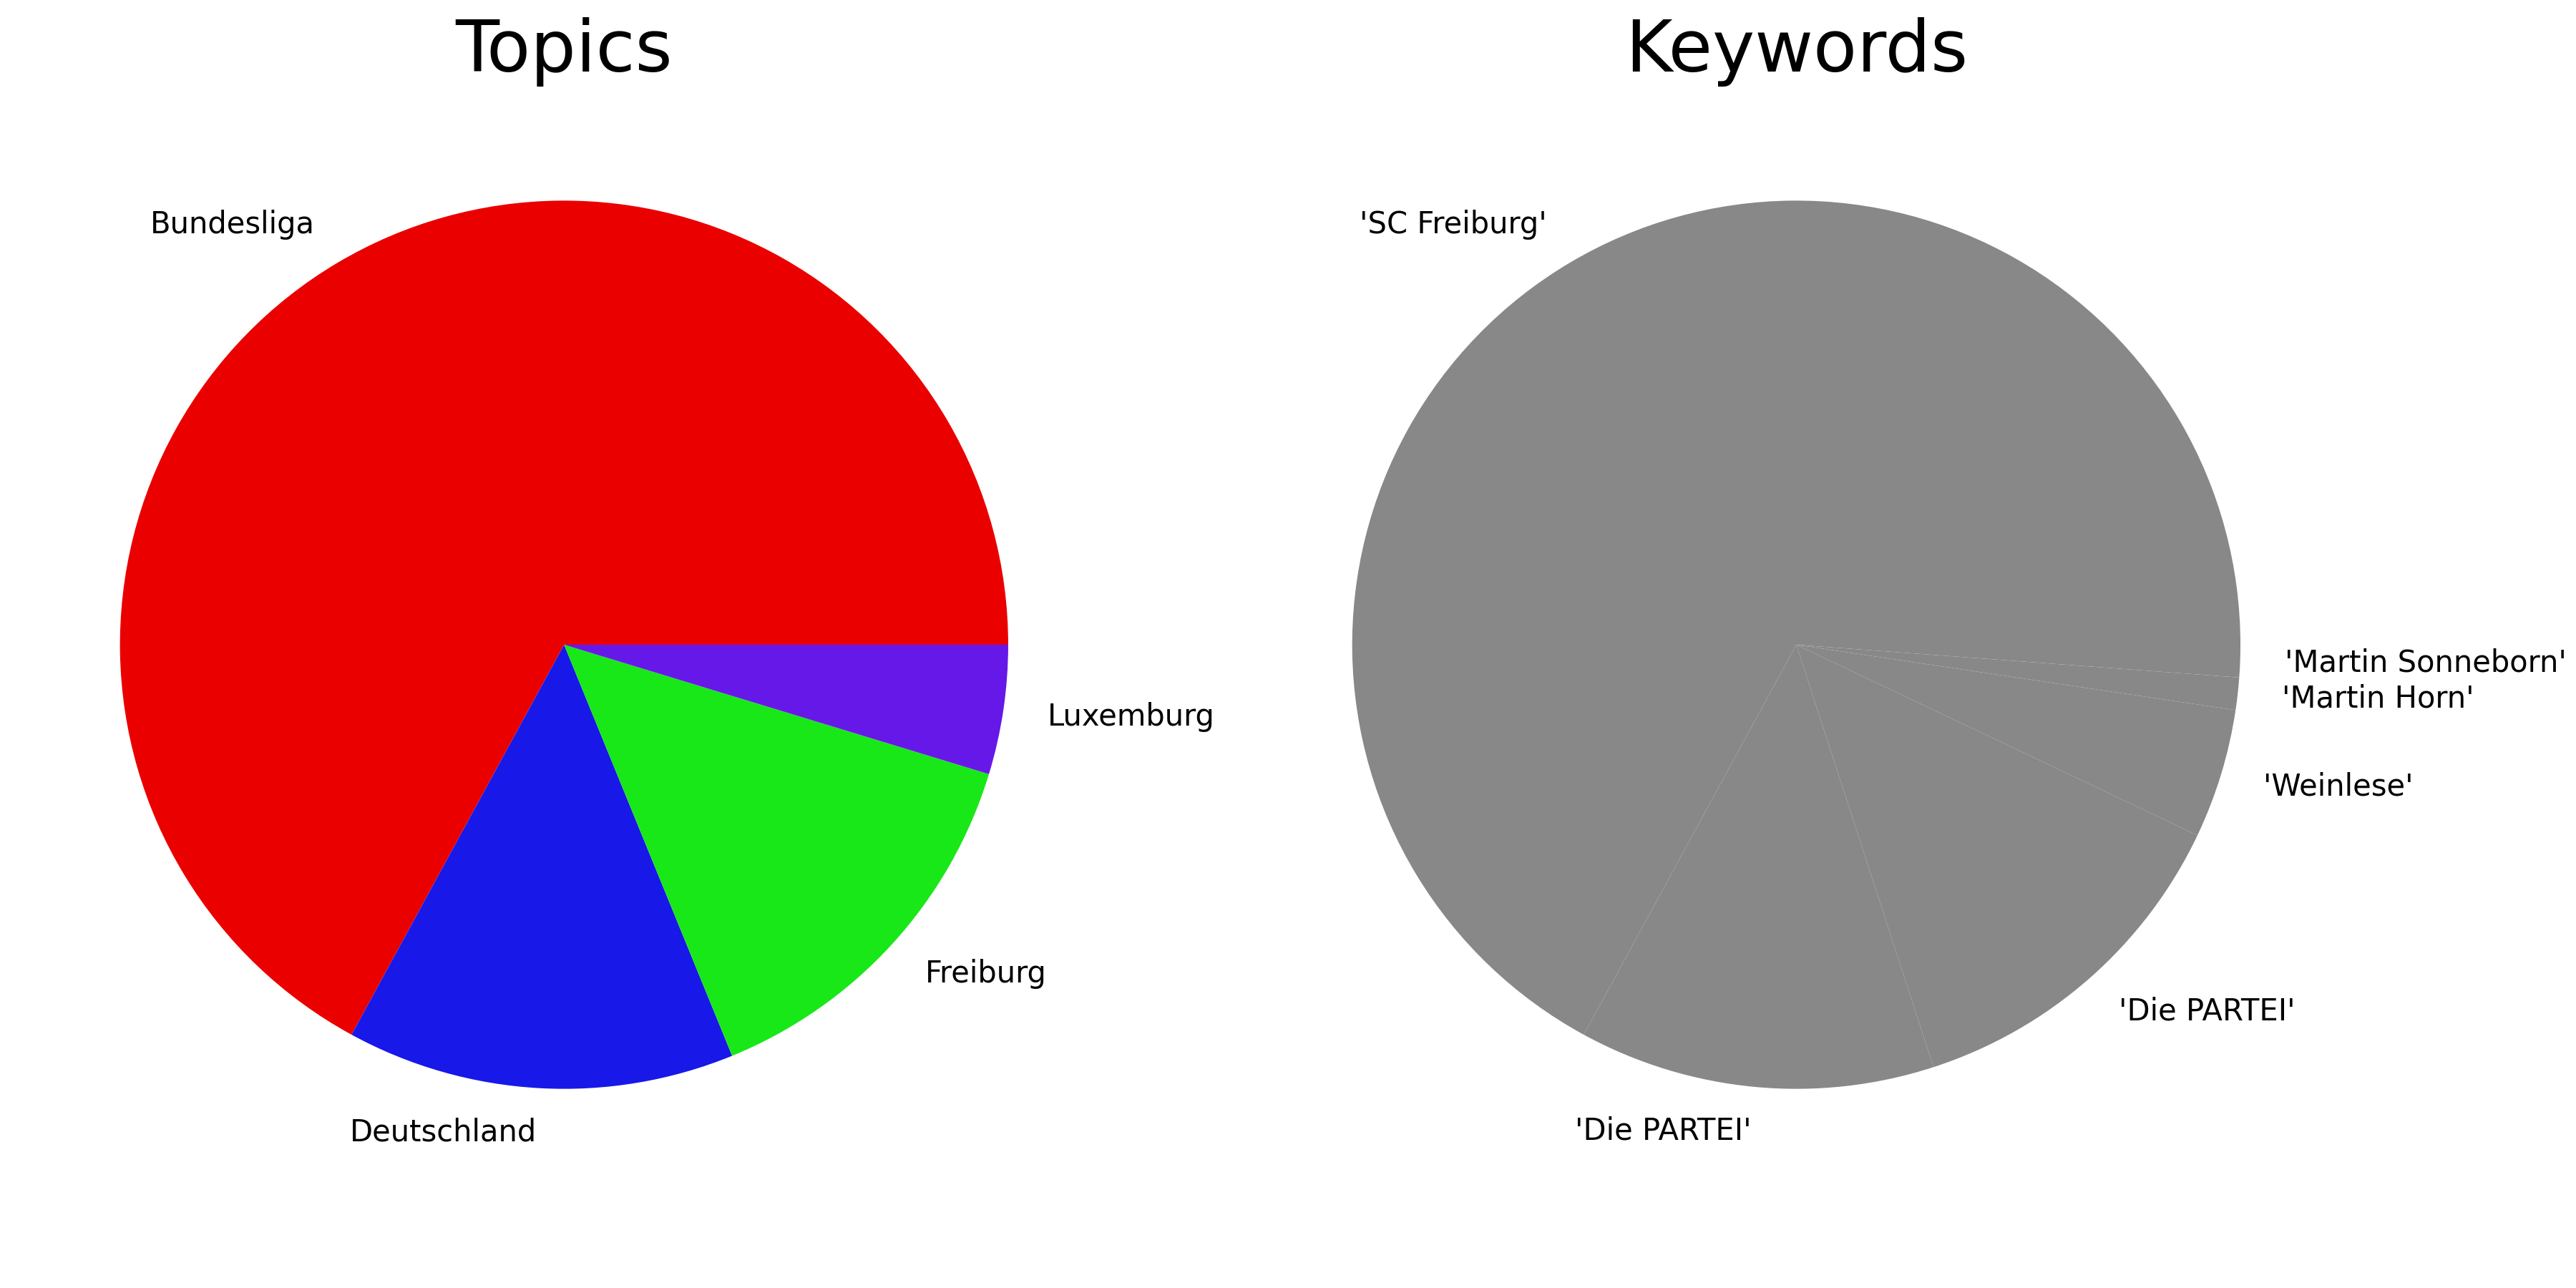 Topics
Bundesliga
Luxemburg
Freiburg
Deutschland
Keywords
'SC Freiburg'
'Martin Sonneborn'
'Martin Horn'
'Weinlese'
'Die PARTEI'
'Die PARTEI'